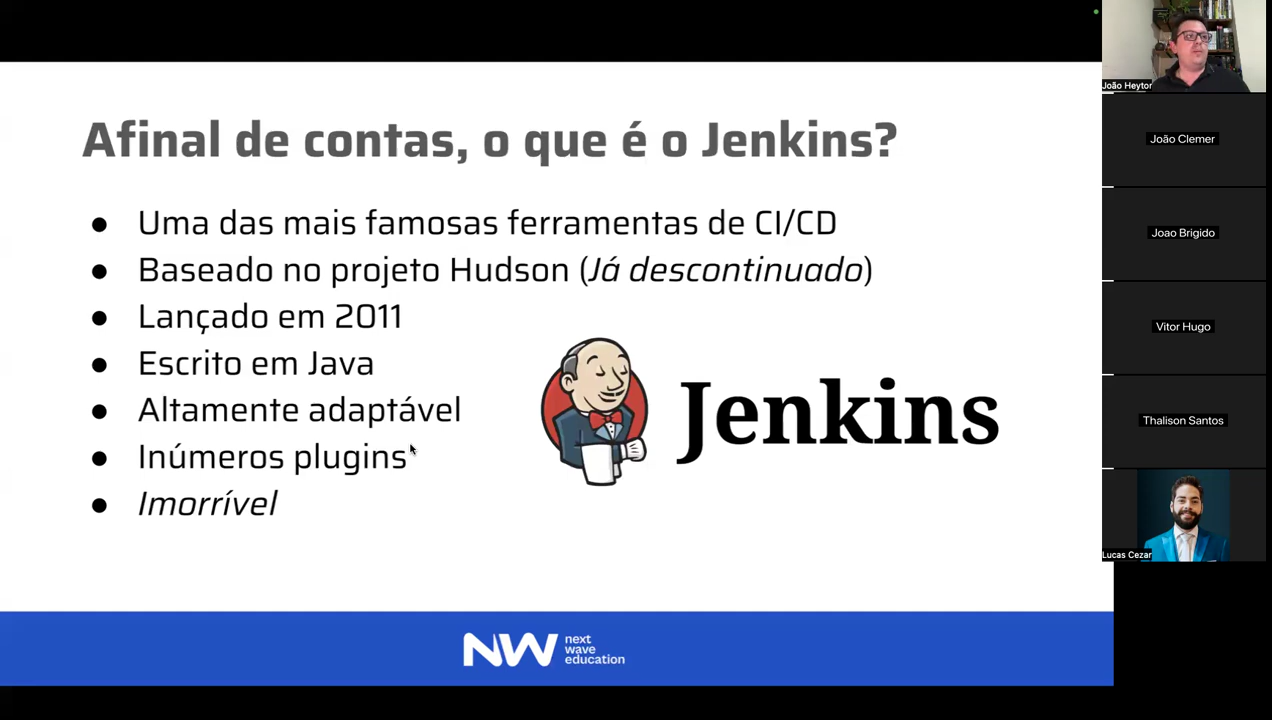 Afinal de contas, o que é o Jenkins?
● Uma das mais famosas ferramentas de CI/CD
● Baseado no projeto Hudson (Já descontinuado)
● Lançado em 2011
● Escrito em Java
● Altamente adaptável
● Inúmeros plugins
● Imorrível
Jenkins
NW
next
wave
education
João Heytor
João Clemer
Joao Brigido
Vitor Hugo
Thalison Santos
Lucas Cezar